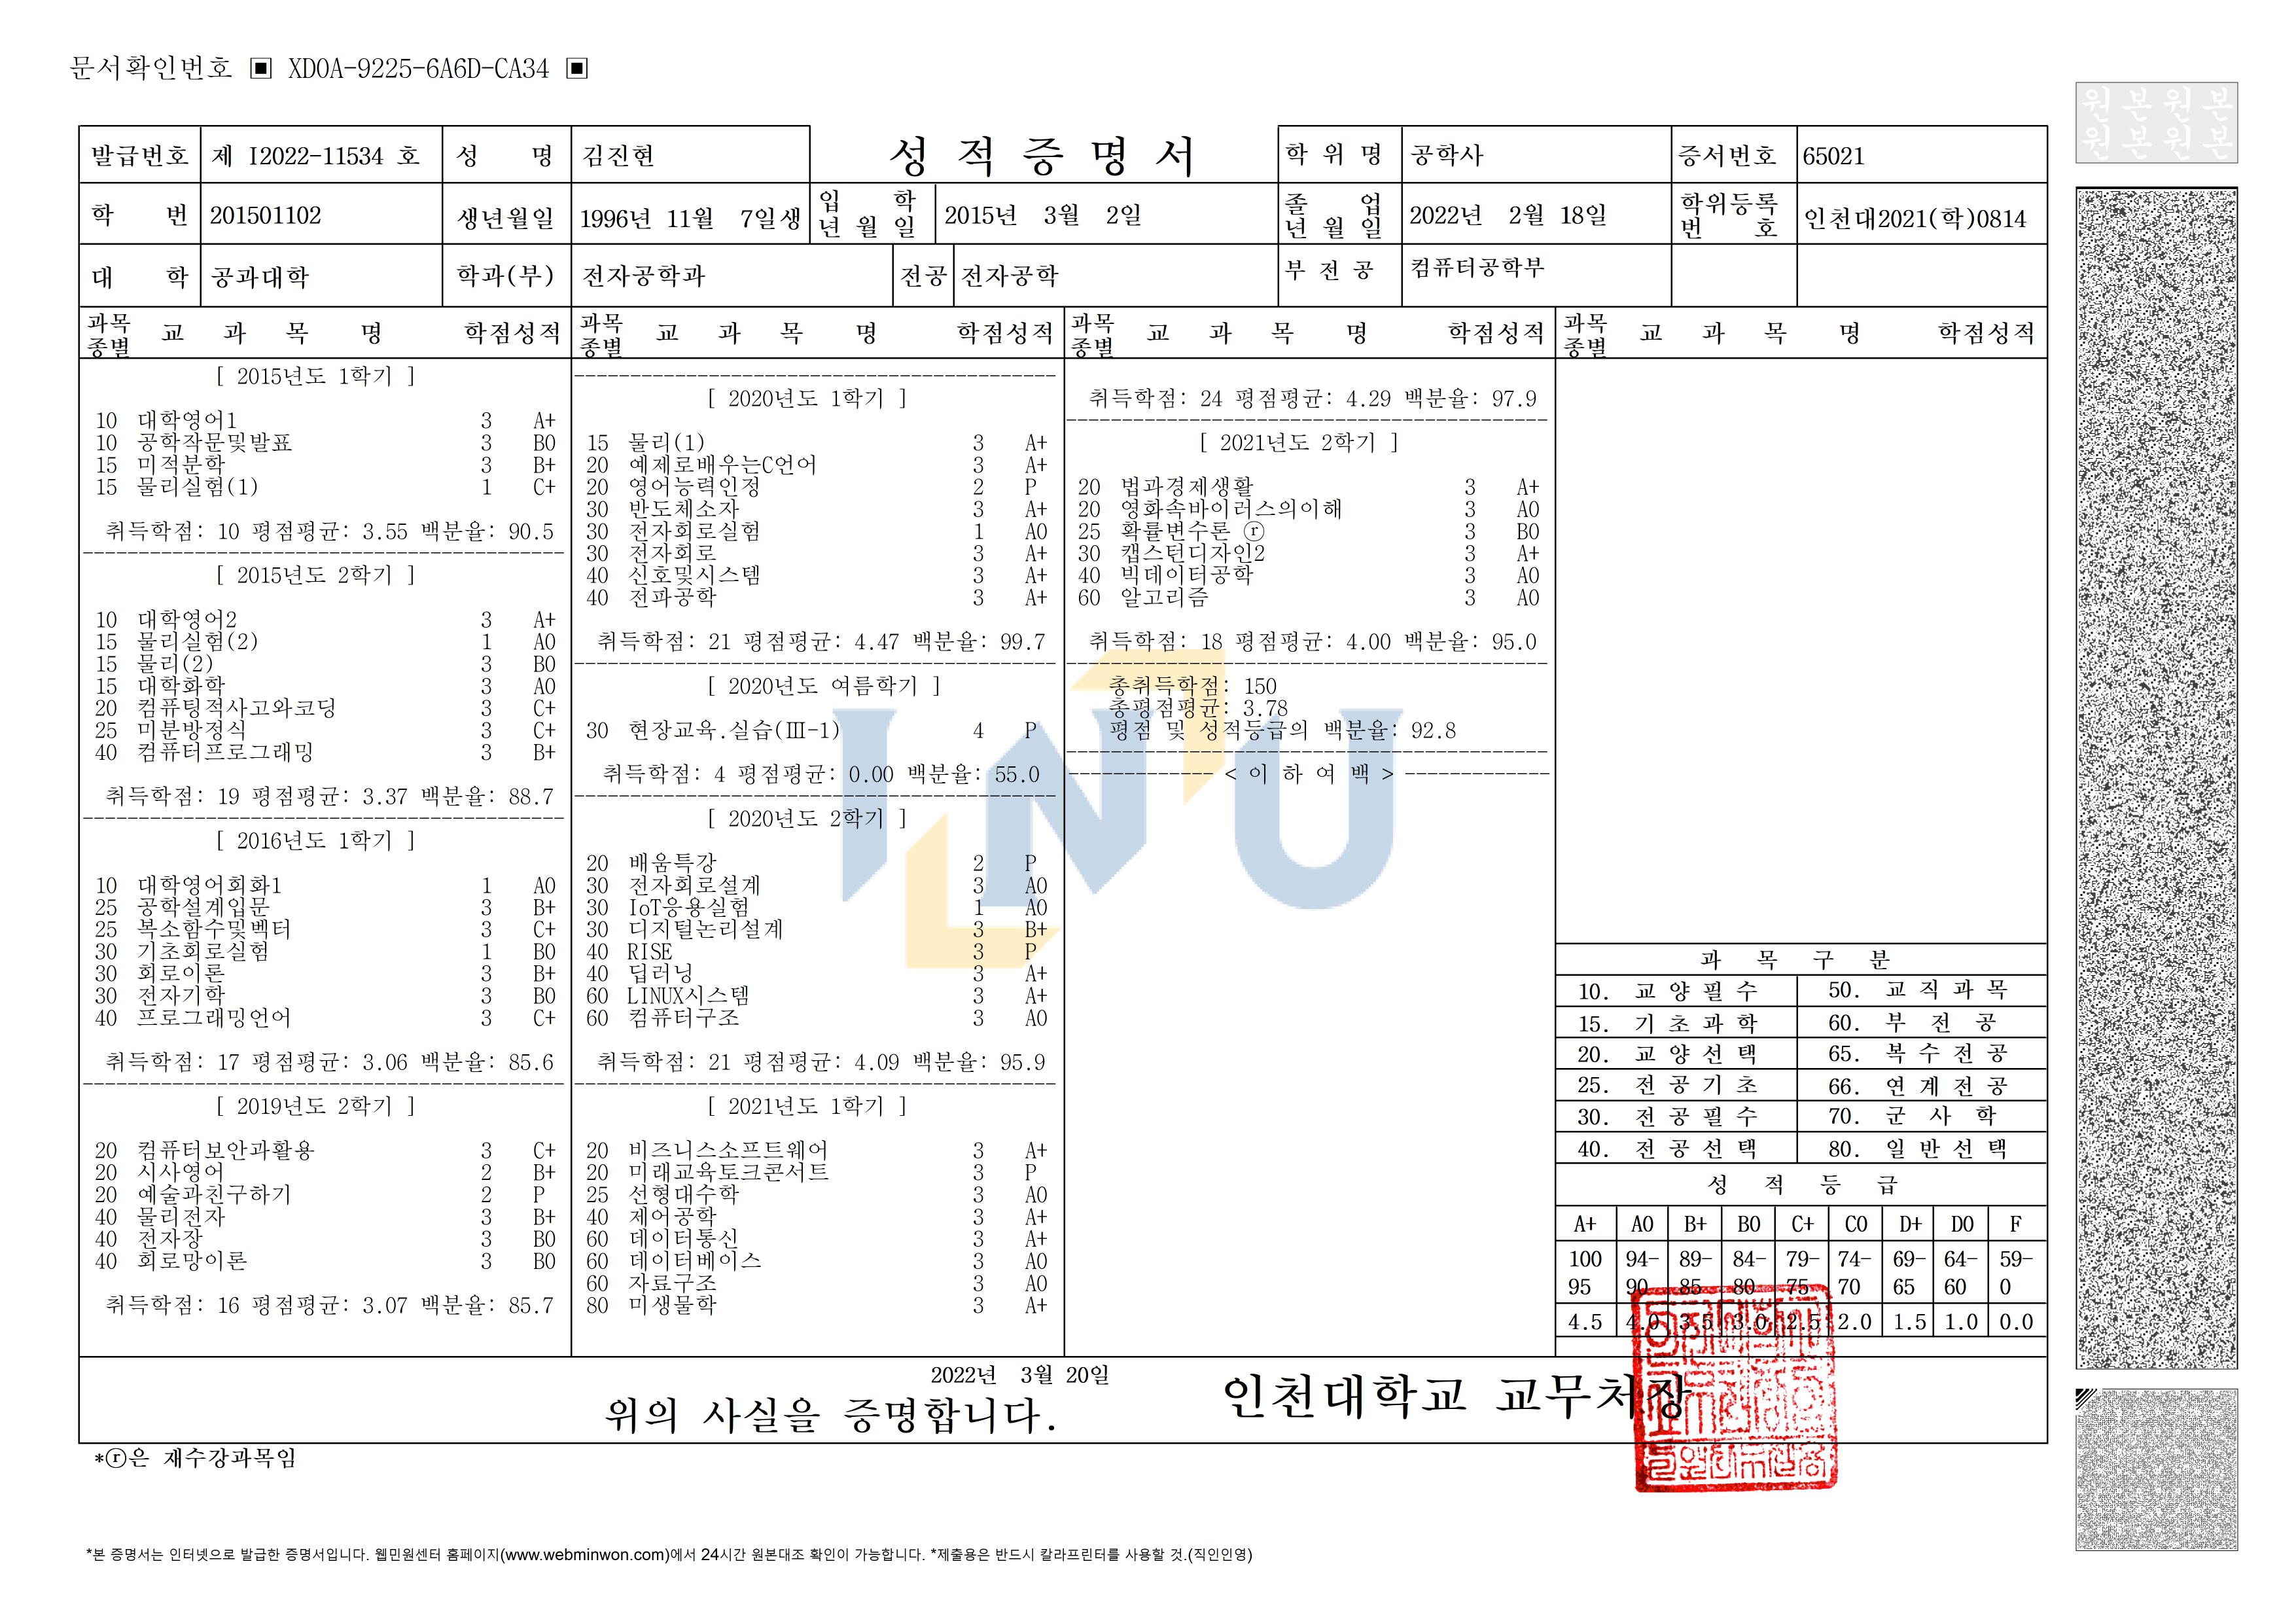 문서확인번호 ▣ XD0A-9225-6A6D-CA34 ▣
원본원본
원본원본
발급번호 제 I2022-11534 호 성 명 김진현 성적증명서 학위명 공학사 증서번호 65021
학 번 201501102 생년월일 1996년 11월 7일생 입학년월일 2015년 3월 2일 졸업년월일 2022년 2월 18일 학위등록번호 인천대2021(학)0814
대 학 공과대학 학과(부) 전자공학과 전공 전자공학 부전공 컴퓨터공학부
과목종별 교과목명 학점성적 과목종별 교과목명 학점성적 과목종별 교과목명 학점성적 과목종별 교과목명 학점성적
[ 2015년도 1학기 ]
10 대학영어1 3 A+
10 공학작문및발표 3 B0
15 미적분학 3 B+
15 물리실험(1) 1 C+
취득학점: 10 평점평균: 3.55 백분율: 90.5
[ 2015년도 2학기 ]
10 대학영어2 3 A+
15 물리실험(2) 1 A0
15 물리(2) 3 B0
15 대학화학 3 A0
20 컴퓨팅적사고와코딩 3 C+
25 미분방정식 3 C+
40 컴퓨터프로그래밍 3 B+
취득학점: 19 평점평균: 3.37 백분율: 88.7
[ 2016년도 1학기 ]
10 대학영어회화1 1 A0
25 공학설계입문 3 B+
25 복소함수및벡터 3 C+
30 기초회로실험 1 B0
30 회로이론 3 B+
30 전자기학 3 B0
40 프로그래밍언어 3 C+
취득학점: 17 평점평균: 3.06 백분율: 85.6
[ 2019년도 2학기 ]
20 컴퓨터보안과활용 3 C+
20 시사영어 2 B+
20 예술과친구하기 2 P
40 물리전자 3 B+
40 전자장 3 B0
40 회로망이론 3 B0
취득학점: 16 평점평균: 3.07 백분율: 85.7
[ 2020년도 1학기 ]
15 물리(1) 3 A+
20 예제로배우는C언어 3 A+
20 영어능력인정 2 P
30 반도체소자 3 A+
30 전자회로실험 1 A0
30 전자회로 3 A+
40 신호및시스템 3 A+
40 전파공학 3 A+
취득학점: 21 평점평균: 4.47 백분율: 99.7
[ 2020년도 여름학기 ]
30 현장교육.실습(Ⅲ-1) 4 P
취득학점: 4 평점평균: 0.00 백분율: 55.0
[ 2020년도 2학기 ]
20 배움특강 2 P
30 전자회로설계 3 A0
30 IoT응용실험 1 A0
30 디지털논리설계 3 B+
40 RISE 3 P
40 딥러닝 3 A+
60 LINUX시스템 3 A+
60 컴퓨터구조 3 A0
취득학점: 21 평점평균: 4.09 백분율: 95.9
[ 2021년도 1학기 ]
20 비즈니스소프트웨어 3 A+
20 미래교육토크콘서트 3 P
25 선형대수학 3 A0
40 제어공학 3 A+
60 데이터통신 3 A+
60 데이터베이스 3 A0
60 자료구조 3 A0
80 미생물학 3 A+
취득학점: 24 평점평균: 4.29 백분율: 97.9
[ 2021년도 2학기 ]
20 법과경제생활 3 A+
20 영화속바이러스의이해 3 A0
25 확률변수론 ⓡ 3 B0
30 캡스턴디자인2 3 A+
40 빅데이터공학 3 A0
60 알고리즘 3 A0
취득학점: 18 평점평균: 4.00 백분율: 95.0
총취득학점: 150
총평점평균: 3.78
평점 및 성적등급의 백분율: 92.8
< 이 하 여 백 >
INU
과 목 구 분
10. 교양필수 50. 교직과목
15. 기초과학 60. 부 전 공
20. 교양선택 65. 복수전공
25. 전공기초 66. 연계전공
30. 전공필수 70. 군 사 학
40. 전공선택 80. 일반선택
성 적 등 급
A+ A0 B+ B0 C+ C0 D+ D0 F
100 94- 89- 84- 79- 74- 69- 64- 59-
95 90 85 80 75 70 65 60 0
4.5 4.0 3.5 3.0 2.5 2.0 1.5 1.0 0.0
2022년 3월 20일
위의 사실을 증명합니다. 인천대학교 교무처장
*ⓡ은 재수강과목임
*본 증명서는 인터넷으로 발급한 증명서입니다. 웹민원센터 홈페이지(www.webminwon.com)에서 24시간 원본대조 확인이 가능합니다. *제출용은 반드시 칼라프린터를 사용할 것.(직인인영)